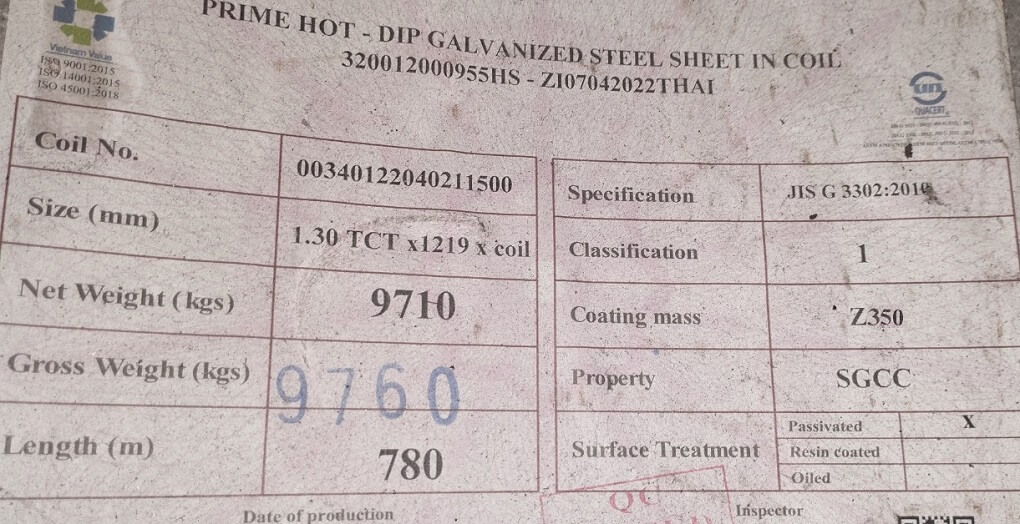 PRIME HOT - DIP GALVANIZED STEEL SHEET IN COIL
320012000955HS - ZI07042022THAI
Vietnam Value
ISO 9001:2015
ISO 14001:2015
ISO 45001:2018
QUACERT
Coil No. 00340122040211500
Size (mm) 1.30 TCT x1219 x coil
Net Weight (kgs) 9710
Gross Weight (kgs) 9760
Length (m) 780
Specification JIS G 3302:2010
Classification 1
Coating mass Z350
Property SGCC
Surface Treatment
Passivated X
Resin coated
Oiled
QC
Date of production
Inspector